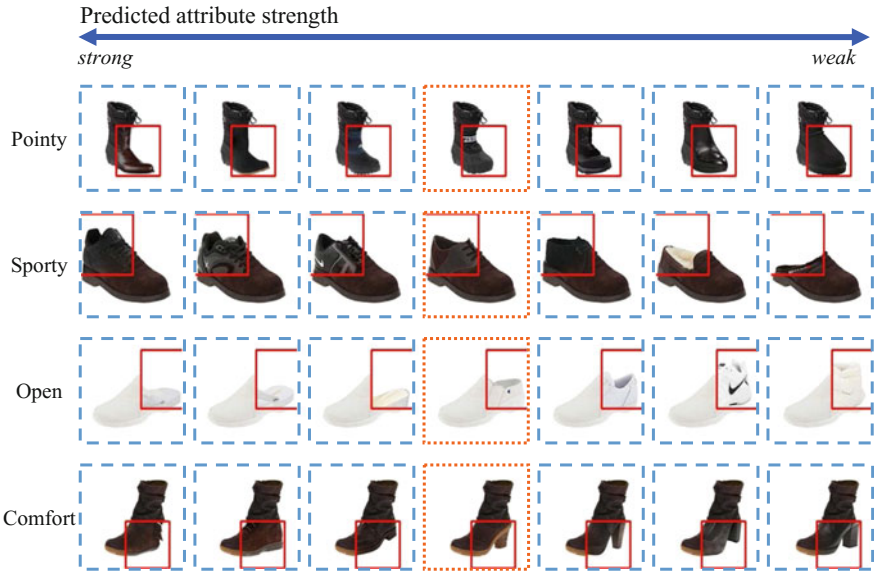 Predicted attribute strength
strong
weak
Pointy
Sporty
Open
Comfort